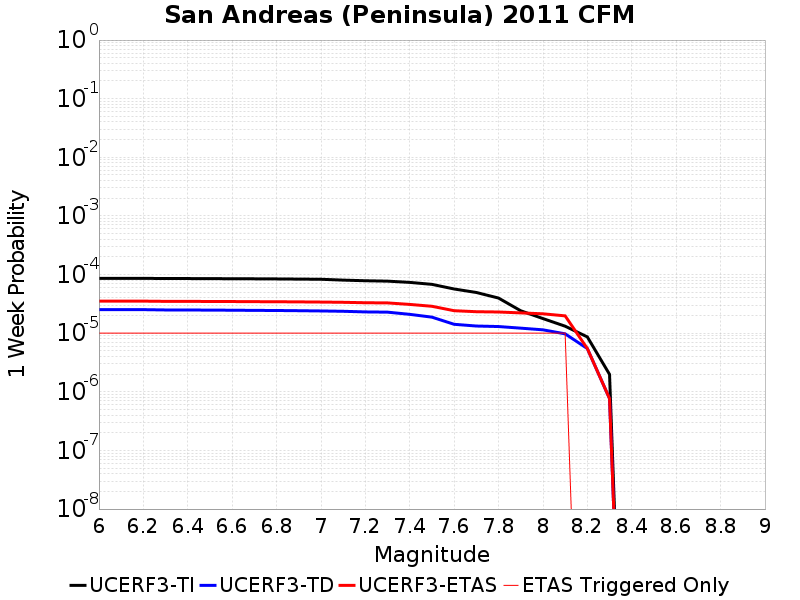 San Andreas (Peninsula) 2011 CFM
10^0
10^-1
10^-2
10^-3
10^-4
10^-5
10^-6
10^-7
10^-8
1 Week Probability
6 6.2 6.4 6.6 6.8 7 7.2 7.4 7.6 7.8 8 8.2 8.4 8.6 8.8 9
Magnitude
UCERF3-TI UCERF3-TD UCERF3-ETAS ETAS Triggered Only